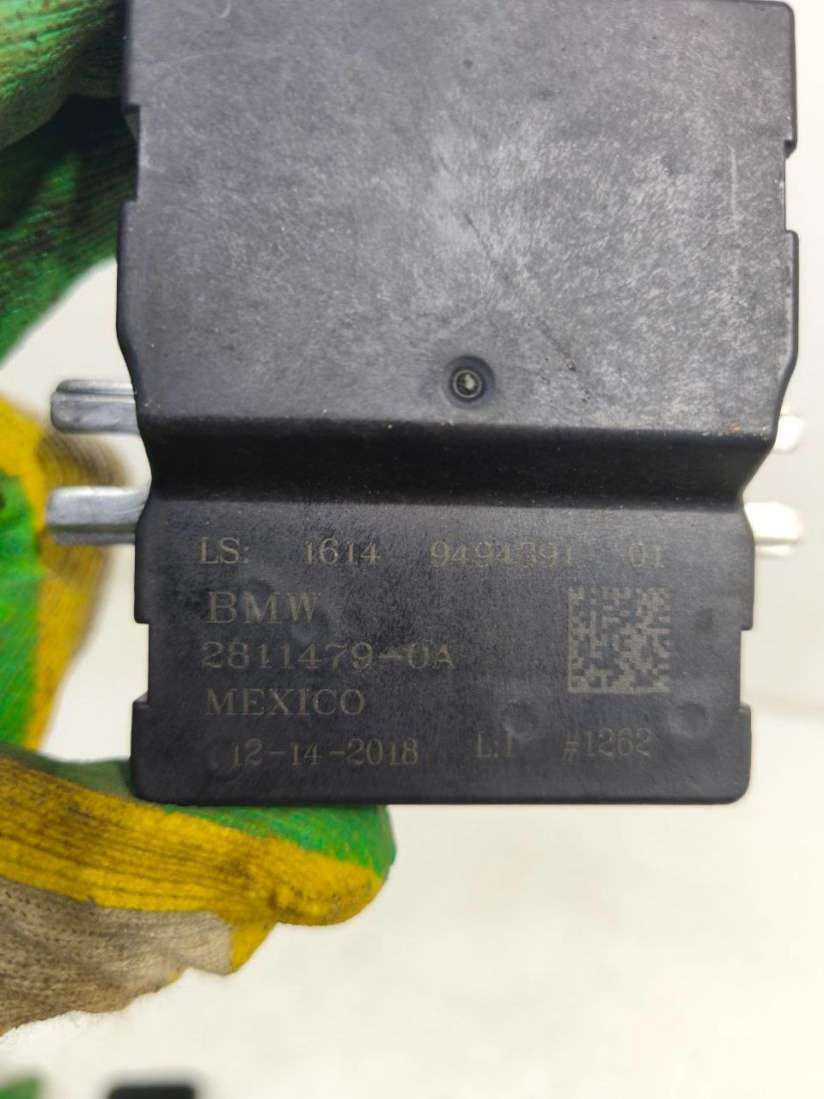 LS: 1614 9494391 01
BMW
2811479-0A
MEXICO
12-14-2018 L:1 #1262